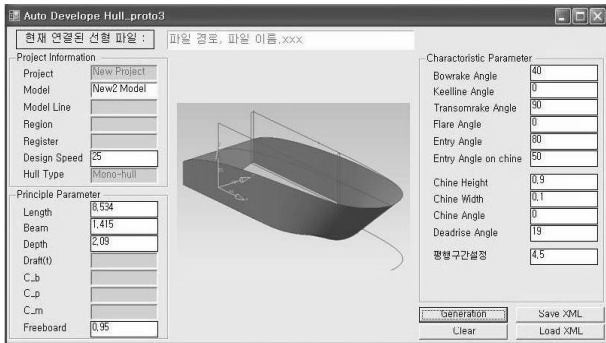 Auto Develope Hull_proto3
현재 연결된 선형 파일 :
파일 경로, 파일 이름,xxx
Project Information
Project New Project
Model New2 Model
Model Line
Region
Register
Design Speed 25
Hull Type Mono-hull
Principle Parameter
Length 8,534
Beam 1,415
Depth 2,09
Draft(t)
C_b
C_p
C_m
Freeboard 0,95
Charactoristic Parameter
Bowrake Angle 40
Keelline Angle 0
Transomrake Angle 90
Flare Angle 0
Entry Angle 80
Entry Angle on chine 50
Chine Height 0,9
Chine Width 0,1
Chine Angle 0
Deadrise Angle 19
평행구간설정 4,5
Generation
Save XML
Clear
Load XML